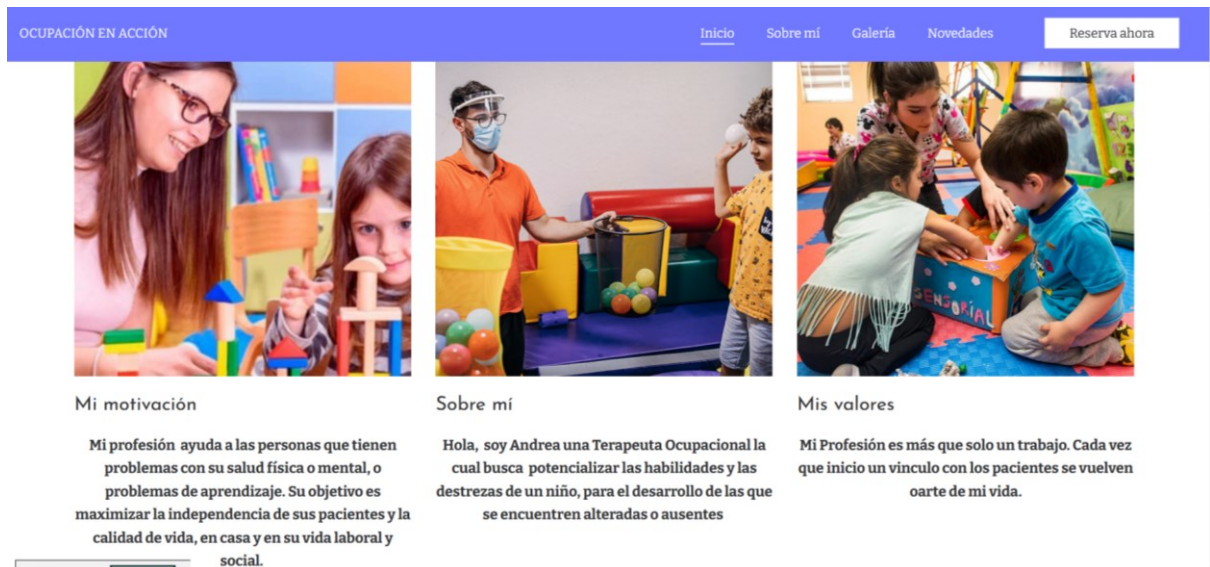 OCUPACIÓN EN ACCIÓN
Inicio
Sobre mí
Galería
Novedades
Reserva ahora
SENSORIAL
Mi motivación
Mi profesión ayuda a las personas que tienen
problemas con su salud física o mental, o
problemas de aprendizaje. Su objetivo es
maximizar la independencia de sus pacientes y la
calidad de vida, en casa y en su vida laboral y
social.
Sobre mí
Hola, soy Andrea una Terapeuta Ocupacional la
cual busca potencializar las habilidades y las
destrezas de un niño, para el desarrollo de las que
se encuentren alteradas o ausentes
Mis valores
Mi Profesión es más que solo un trabajo. Cada vez
que inicio un vinculo con los pacientes se vuelven
oarte de mi vida.